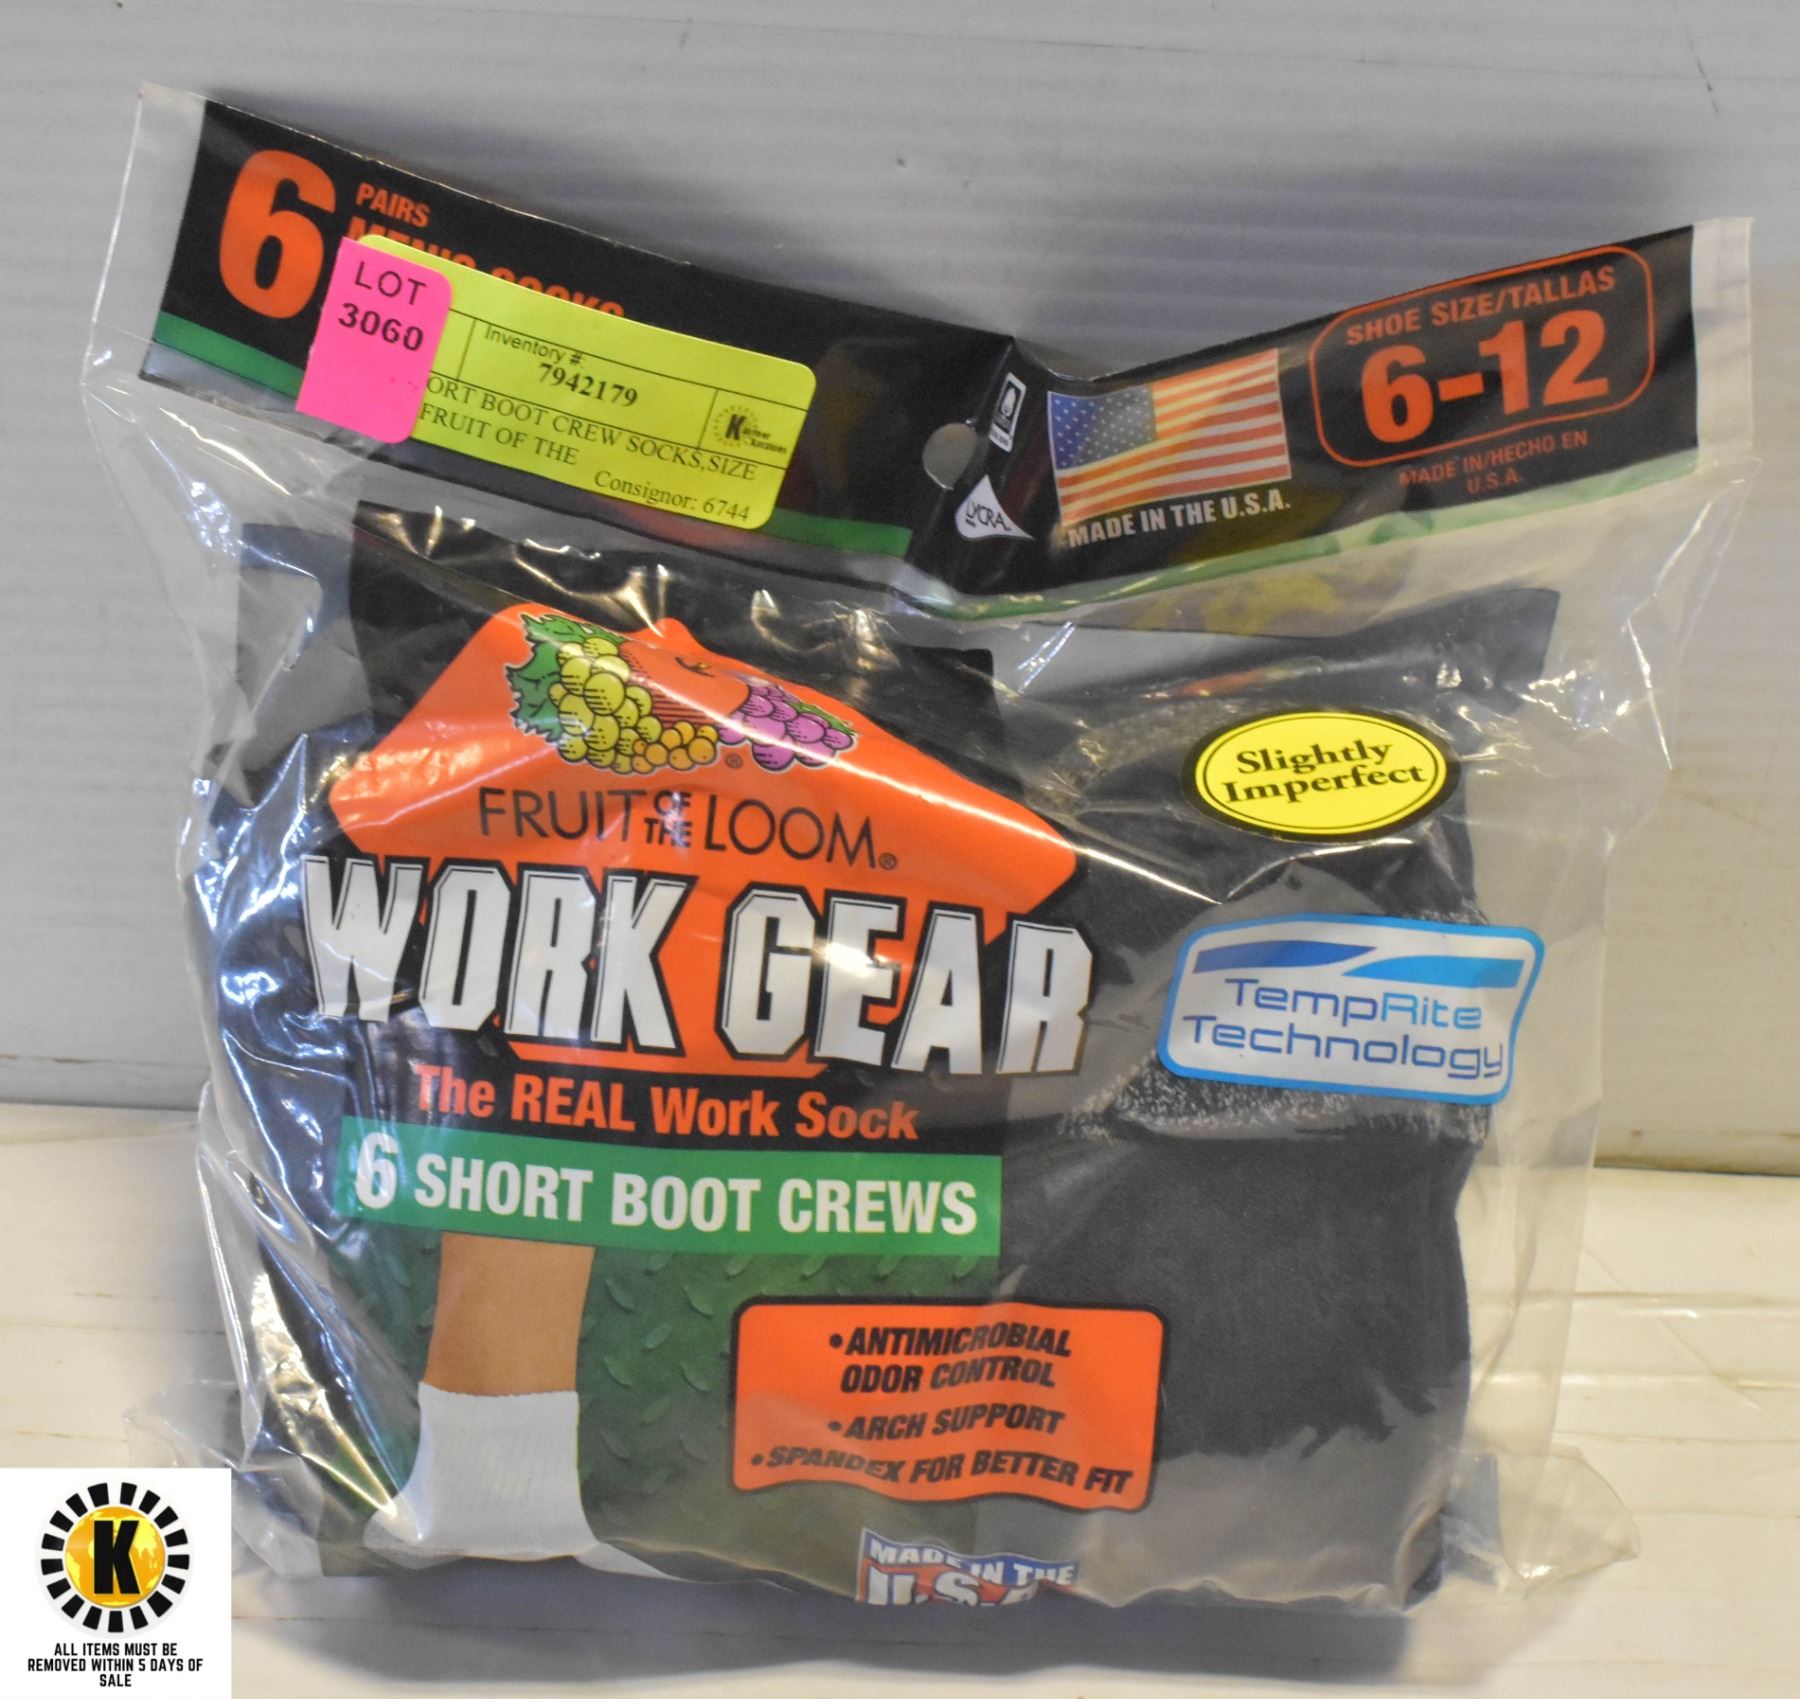 6
PAIRS
MEN'S SOCKS
LOT
3060
Inventory #:
7942179
ORT BOOT CREW SOCKS,SIZE
FRUIT OF THE
Consignor: 6744
K
LYCRA
MADE IN THE U.S.A.
SHOE SIZE/TALLAS
6-12
MADE IN/HECHO EN
U.S.A.
FRUIT OF THE LOOM®
WORK GEAR
The REAL Work Sock
6 SHORT BOOT CREWS
Slightly
Imperfect
TempRite
Technology
•ANTIMICROBIAL
ODOR CONTROL
•ARCH SUPPORT
•SPANDEX FOR BETTER FIT
MADE IN THE
U.S.A
K
ALL ITEMS MUST BE
REMOVED WITHIN 5 DAYS OF
SALE